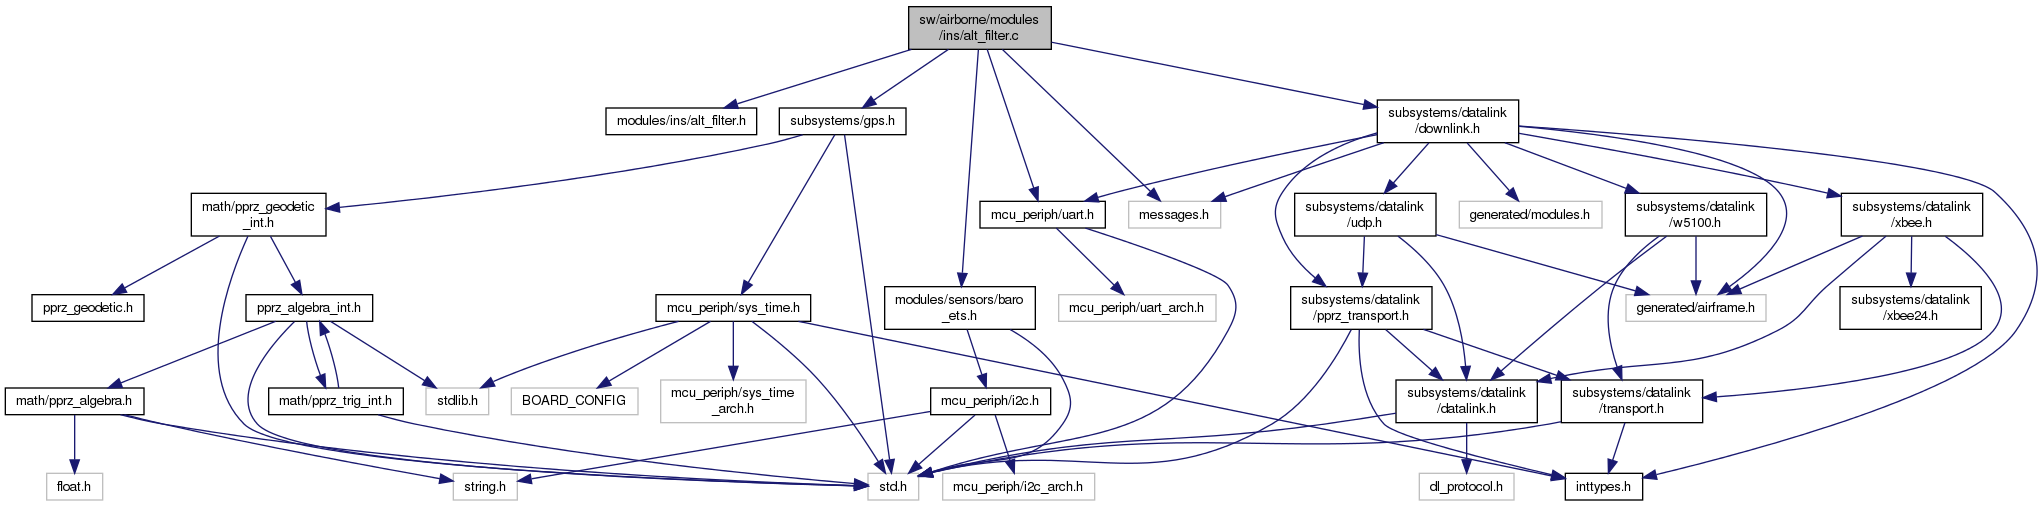 sw/airborne/modules
/ins/alt_filter.c
modules/ins/alt_filter.h
subsystems/gps.h
subsystems/datalink
/downlink.h
math/pprz_geodetic
_int.h
mcu_periph/uart.h
messages.h
subsystems/datalink
/udp.h
generated/modules.h
subsystems/datalink
/w5100.h
subsystems/datalink
/xbee.h
pprz_geodetic.h
pprz_algebra_int.h
mcu_periph/sys_time.h
modules/sensors/baro
_ets.h
mcu_periph/uart_arch.h
subsystems/datalink
/pprz_transport.h
generated/airframe.h
subsystems/datalink
/xbee24.h
math/pprz_algebra.h
math/pprz_trig_int.h
stdlib.h
BOARD_CONFIG
mcu_periph/sys_time
_arch.h
mcu_periph/i2c.h
subsystems/datalink
/datalink.h
subsystems/datalink
/transport.h
float.h
string.h
std.h
mcu_periph/i2c_arch.h
dl_protocol.h
inttypes.h